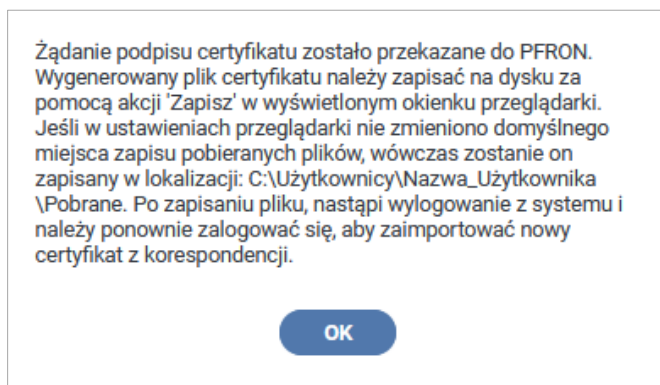 Żądanie podpisu certyfikatu zostało przekazane do PFRON.
Wygenerowany plik certyfikatu należy zapisać na dysku za
pomocą akcji 'Zapisz' w wyświetlonym okienku przeglądarki.
Jeśli w ustawieniach przeglądarki nie zmieniono domyślnego
miejsca zapisu pobieranych plików, wówczas zostanie on
zapisany w lokalizacji: C:\Użytkownicy\Nazwa_Użytkownika
\Pobrane. Po zapisaniu pliku, nastąpi wylogowanie z systemu i
należy ponownie zalogować się, aby zaimportować nowy
certyfikat z korespondencji.
OK